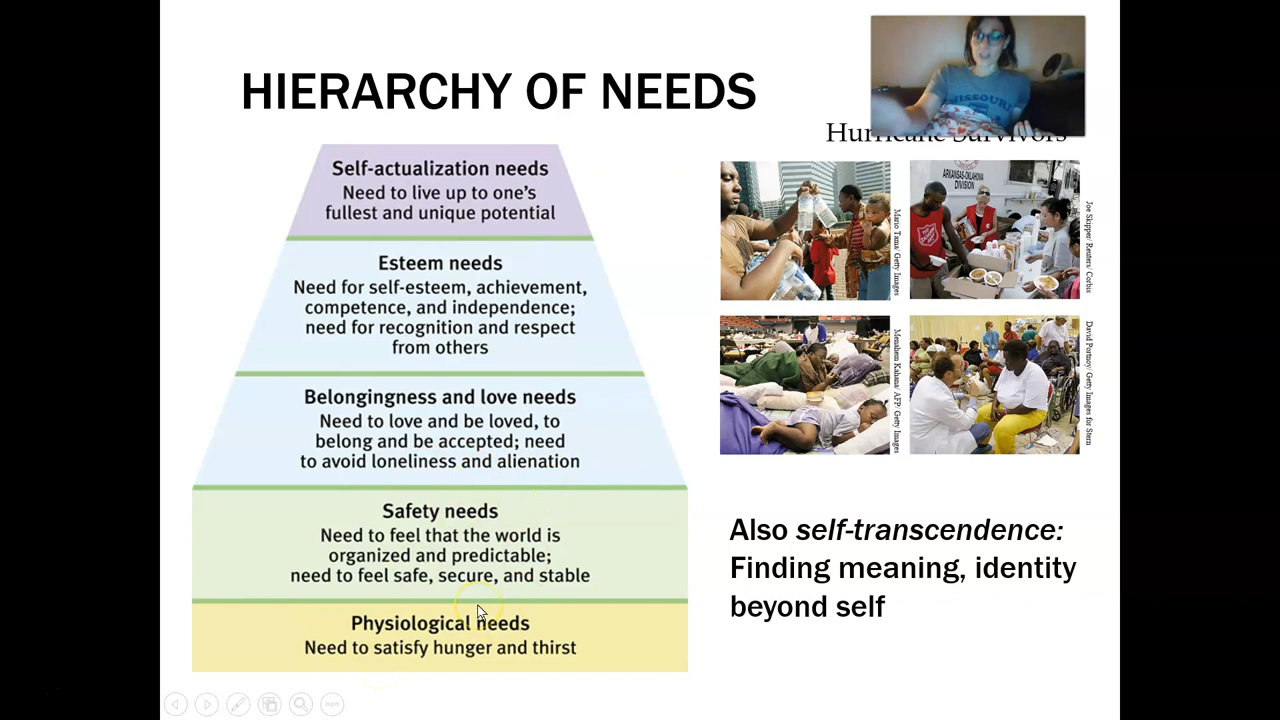 HIERARCHY OF NEEDS
MISSOURI
Hurricane Survivors
Self-actualization needs
Need to live up to one's
fullest and unique potential
Esteem needs
Need for self-esteem, achievement,
competence, and independence;
need for recognition and respect
from others
Belongingness and love needs
Need to love and be loved, to
belong and be accepted; need
to avoid loneliness and alienation
Safety needs
Need to feel that the world is
organized and predictable;
need to feel safe, secure, and stable
Physiological needs
Need to satisfy hunger and thirst
Mario Tama/ Getty Images
ARKANSAS-OKLAHOMA
DIVISION
Joe Skipper/ Reuters/ Corbis
Menahem Kahana/ AFP/ Getty Images
David Portnoy/ Getty Images for Stern
Also self-transcendence:
Finding meaning, identity
beyond self